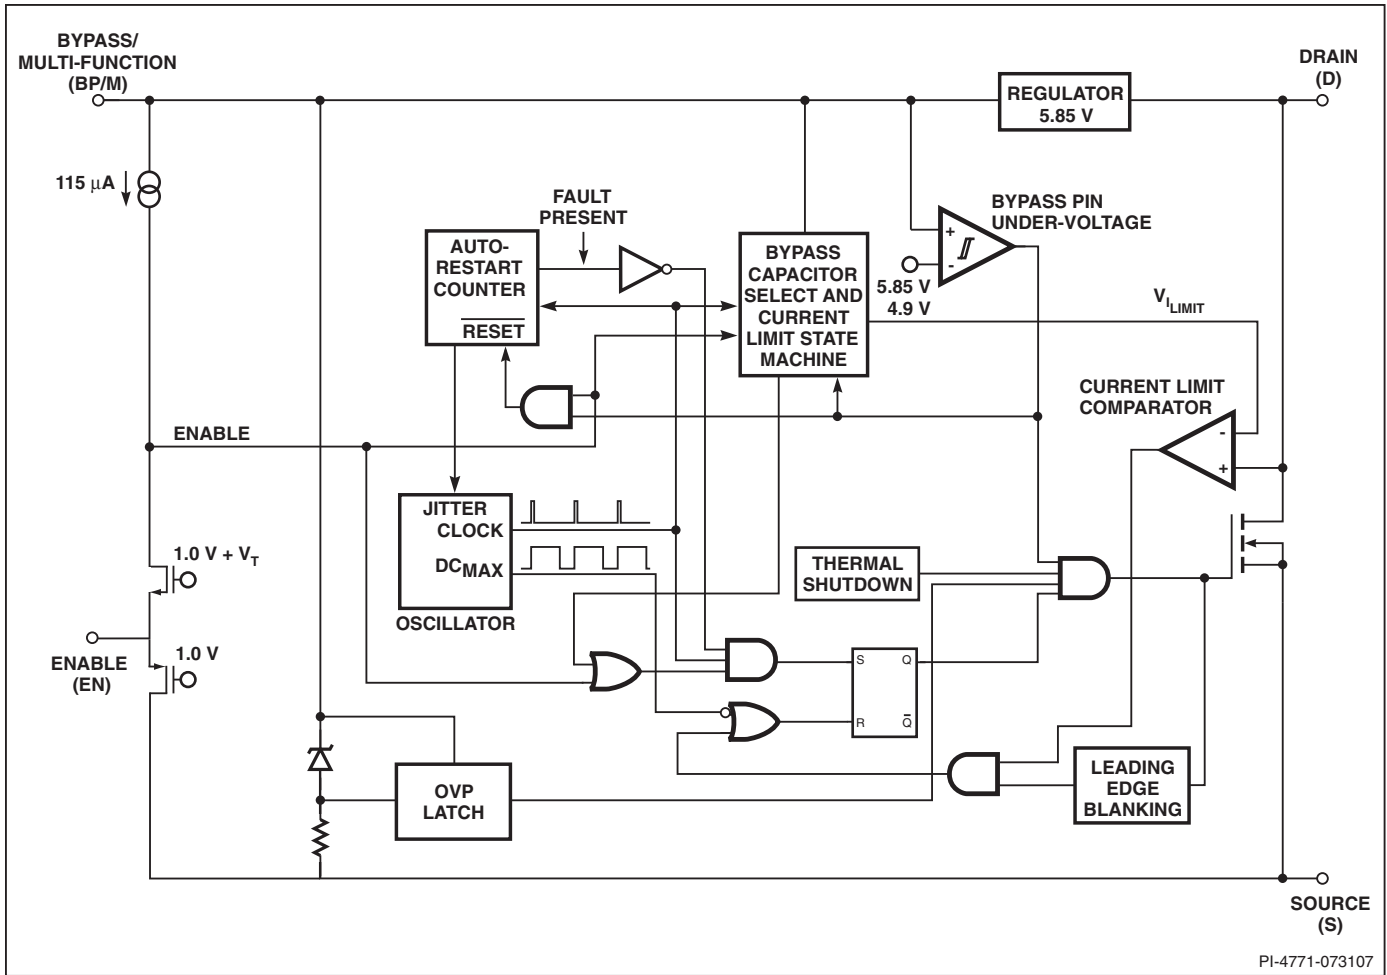 BYPASS/
MULTI-FUNCTION
(BP/M)
DRAIN
(D)
REGULATOR
5.85 V
115 μA
FAULT
PRESENT
BYPASS PIN
UNDER-VOLTAGE
AUTO-
RESTART
COUNTER
RESET
BYPASS
CAPACITOR
SELECT AND
CURRENT
LIMIT STATE
MACHINE
+
-
5.85 V
4.9 V
VILIMIT
CURRENT LIMIT
COMPARATOR
-
+
ENABLE
JITTER
CLOCK
DCMAX
OSCILLATOR
1.0 V + VT
THERMAL
SHUTDOWN
ENABLE
(EN)
1.0 V
S
Q
R
Q̅
OVP
LATCH
LEADING
EDGE
BLANKING
SOURCE
(S)
PI-4771-073107